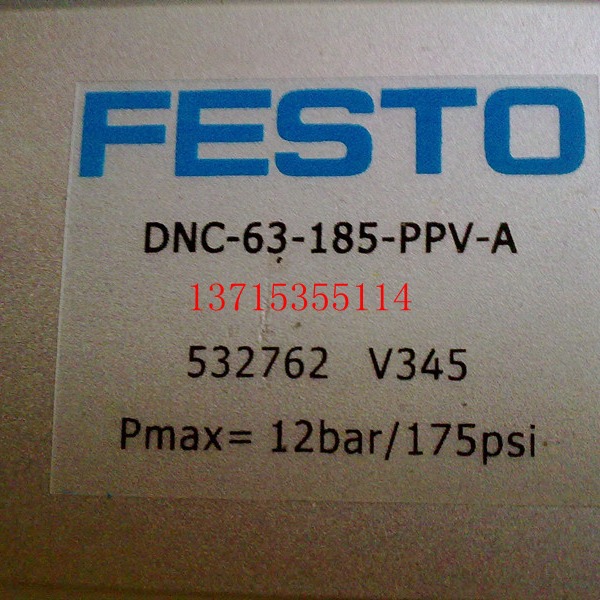 FESTO
DNC-63-185-PPV-A
13715355114
532762 V345
Pmax= 12bar/175psi